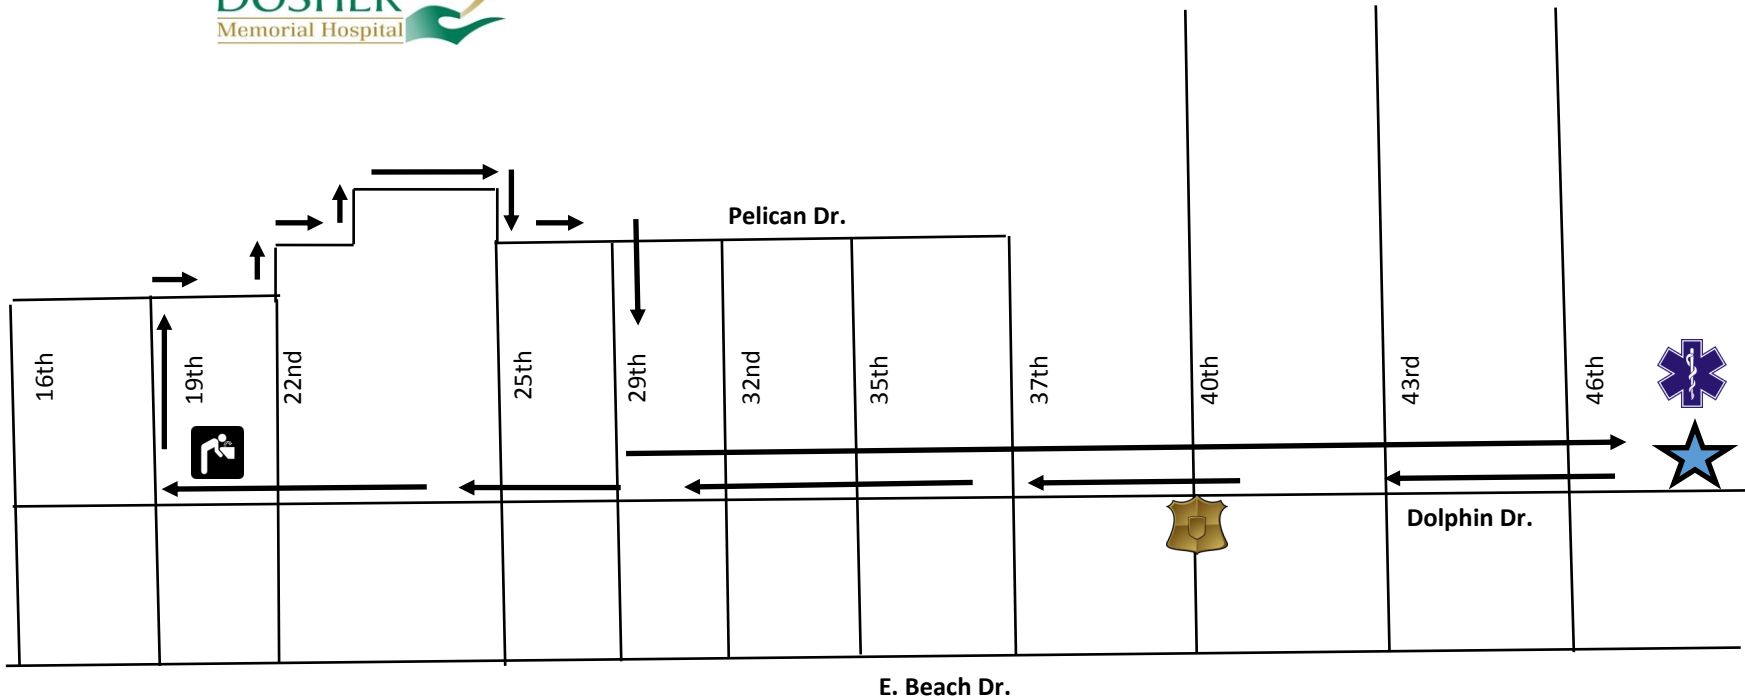 DOSHER
Memorial Hospital
Pelican Dr.
16th
19th
22nd
25th
29th
32nd
35th
37th
40th
43rd
46th
Dolphin Dr.
E. Beach Dr.